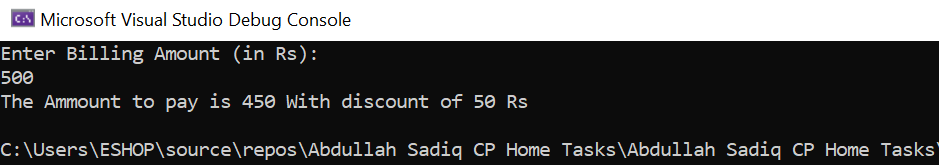 Microsoft Visual Studio Debug Console
Enter Billing Amount (in Rs):
500
The Ammount to pay is 450 With discount of 50 Rs
C:\Users\ESHOP\source\repos\Abdullah Sadiq CP Home Tasks\Abdullah Sadiq CP Home Tasks\